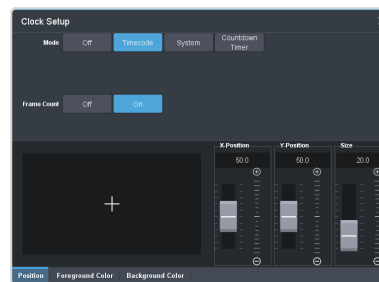 Clock Setup
Mode Off Timecode System Countdown Timer
Frame Count Off On
X-Position Y-Position Size
50.0 50.0 20.0
Position Foreground Color Background Color